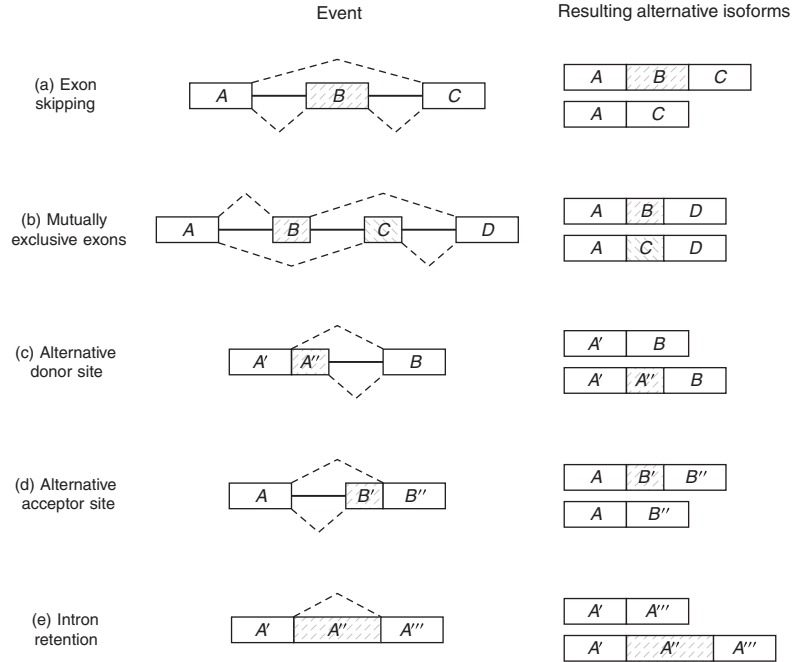 Event
Resulting alternative isoforms
(a) Exon
skipping
A B C
A B C
A C
(b) Mutually
exclusive exons
A B C D
A B D
A C D
(c) Alternative
donor site
A′ A″ B
A′ B
A′ A″ B
(d) Alternative
acceptor site
A B′ B″
A B′ B″
A B″
(e) Intron
retention
A′ A″ A‴
A′ A‴
A′ A″ A‴